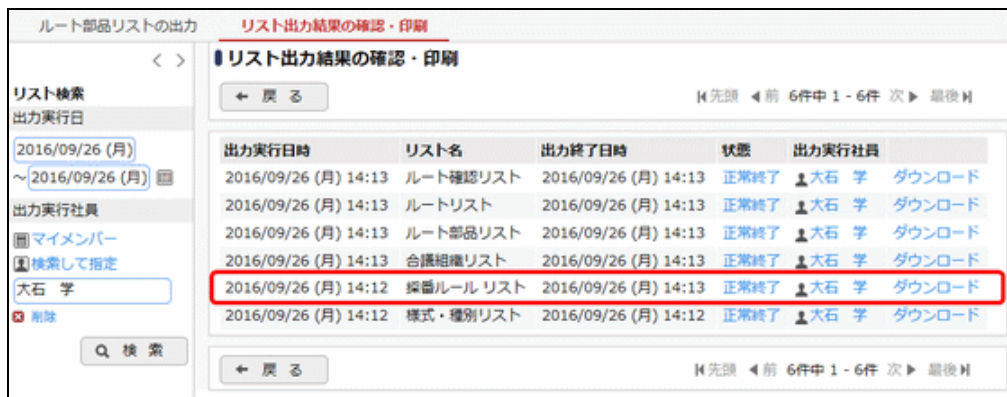 ルート部品リストの出力 リスト出力結果の確認・印刷
リスト検索
出力実行日
2016/09/26 (月)
～2016/09/26 (月)
出力実行社員
マイメンバー
検索して指定
大石 学
削除
検 索
リスト出力結果の確認・印刷
戻 る 先頭 前 6件中 1 - 6件 次 最後
出力実行日時 リスト名 出力終了日時 状態 出力実行社員
2016/09/26 (月) 14:13 ルート確認リスト 2016/09/26 (月) 14:13 正常終了 大石 学 ダウンロード
2016/09/26 (月) 14:13 ルートリスト 2016/09/26 (月) 14:13 正常終了 大石 学 ダウンロード
2016/09/26 (月) 14:13 ルート部品リスト 2016/09/26 (月) 14:13 正常終了 大石 学 ダウンロード
2016/09/26 (月) 14:13 合議組織リスト 2016/09/26 (月) 14:13 正常終了 大石 学 ダウンロード
2016/09/26 (月) 14:12 採番ルール リスト 2016/09/26 (月) 14:13 正常終了 大石 学 ダウンロード
2016/09/26 (月) 14:12 様式・種別リスト 2016/09/26 (月) 14:12 正常終了 大石 学 ダウンロード
戻 る 先頭 前 6件中 1 - 6件 次 最後